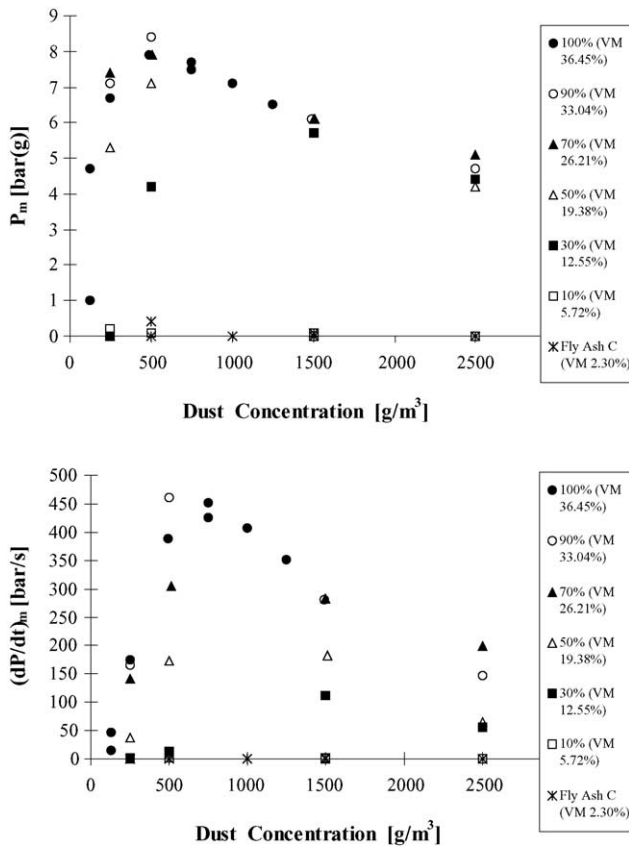 9
8
7
6
5
4
3
2
1
0
P_m [bar(g)]
0 500 1000 1500 2000 2500
Dust Concentration [g/m³]
100% (VM
36.45%)
90% (VM
33.04%)
70% (VM
26.21%)
50% (VM
19.38%)
30% (VM
12.55%)
10% (VM
5.72%)
Fly Ash C
(VM 2.30%)
500
450
400
350
300
250
200
150
100
50
0
(dP/dt)_m [bar/s]
0 500 1000 1500 2000 2500
Dust Concentration [g/m³]
100% (VM
36.45%)
90% (VM
33.04%)
70% (VM
26.21%)
50% (VM
19.38%)
30% (VM
12.55%)
10% (VM
5.72%)
Fly Ash C
(VM 2.30%)